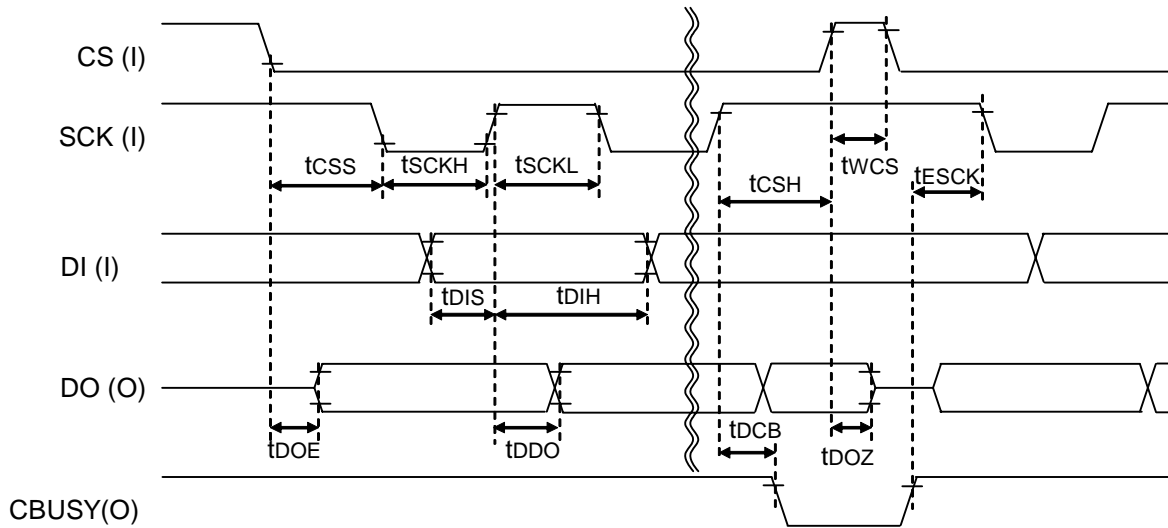 CS (I)
SCK (I)
tCSS
tSCKH
tSCKL
tCSH
tWCS
tESCK
DI (I)
tDIS
tDIH
DO (O)
tDOE
tDDO
tDCB
tDOZ
CBUSY(O)